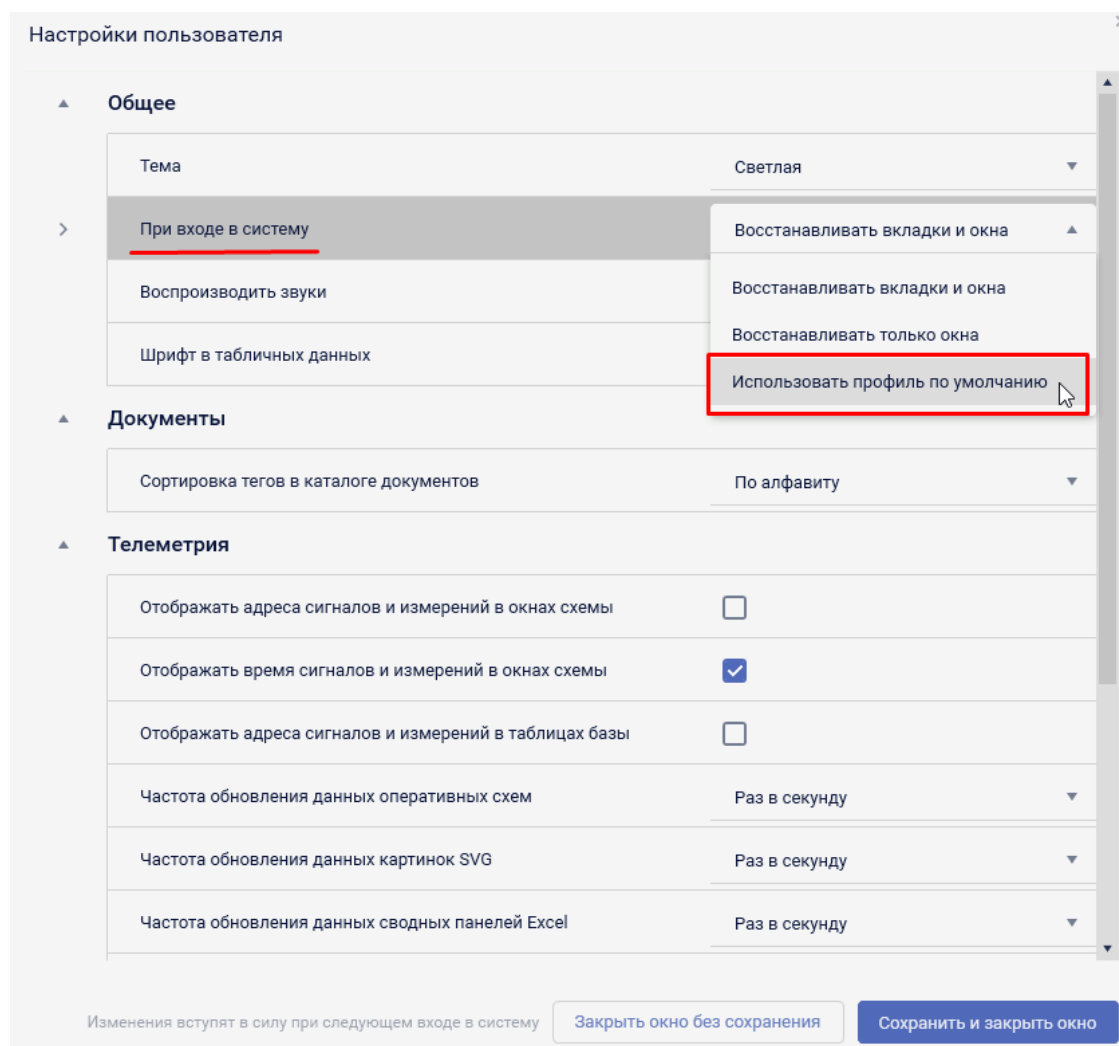 Настройки пользователя
Общее
Тема
Светлая
При входе в систему
Восстанавливать вкладки и окна
Воспроизводить звуки
Восстанавливать вкладки и окна
Восстанавливать только окна
Шрифт в табличных данных
Использовать профиль по умолчанию
Документы
Сортировка тегов в каталоге документов
По алфавиту
Телеметрия
Отображать адреса сигналов и измерений в окнах схемы
Отображать время сигналов и измерений в окнах схемы
Отображать адреса сигналов и измерений в таблицах базы
Частота обновления данных оперативных схем
Раз в секунду
Частота обновления данных картинок SVG
Раз в секунду
Частота обновления данных сводных панелей Excel
Раз в секунду
Изменения вступят в силу при следующем входе в систему
Закрыть окно без сохранения
Сохранить и закрыть окно